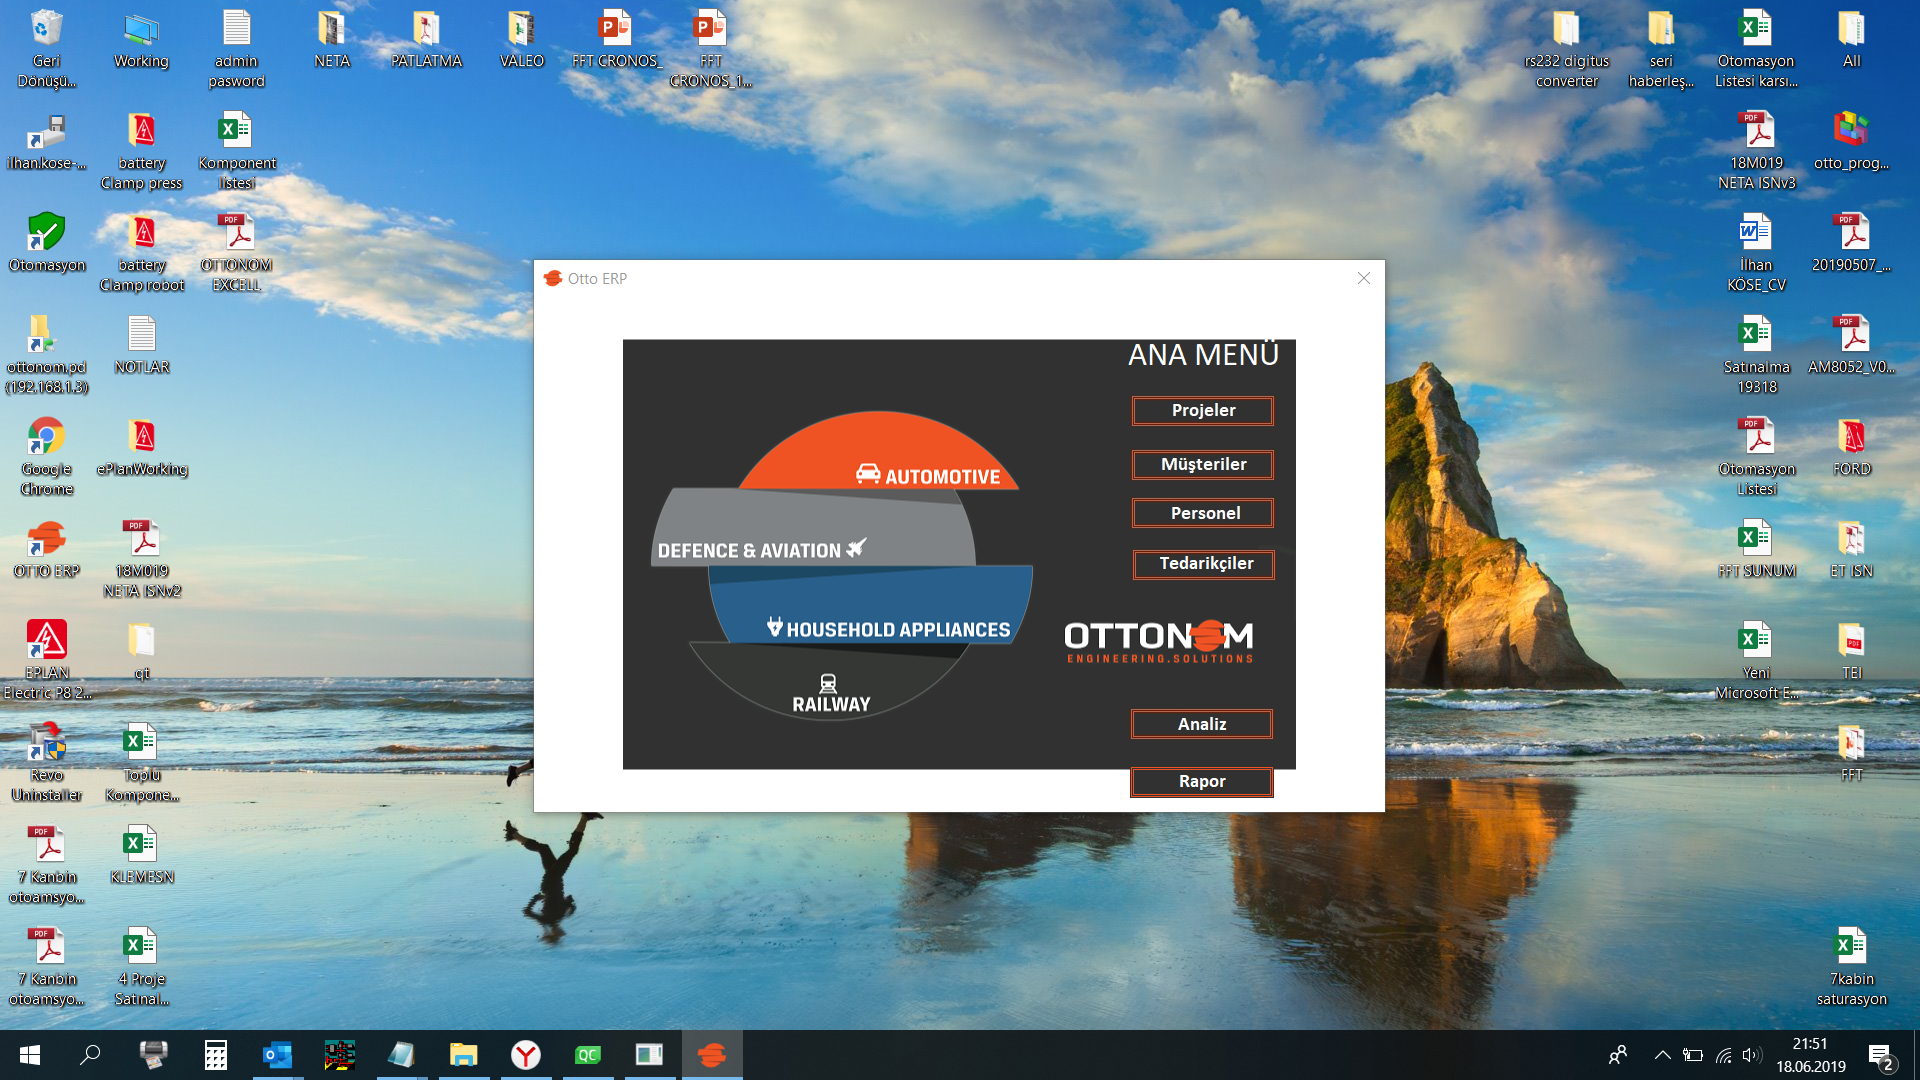 Geri
Dönüşü...
Working
admin
pasword
NETA
PATLATMA
VALEO
FFT CRONOS_
FFT
CRONOS_1...
rs232 digitus
converter
seri
haberleş...
Otomasyon
Listesi karsı...
All
ilhan.kose-...
battery
Clamp press
Komponent
listesi
18M019
NETA ISNv3
otto_prog...
Otomasyon
battery
Clamp robot
OTTONOM
EXCELL
İlhan
KÖSE_CV
20190507_...
ottonom.pd
(192.168.1.3)
NOTLAR
Satınalma
19318
AM8052_V0...
Google
Chrome
ePlanWorking
Otomasyon
Listesi
FORD
OTTO ERP
18M019
NETA ISNv2
FFT SUNUM
ET ISN
EPLAN
Electric P8 2...
qt
Yeni
Microsoft E...
TEI
Revo
Uninstaller
Toplu
Kompone...
FFT
7 Kanbin
otoamsyo...
KLEMESN
7 Kanbin
otoamsyo...
4 Proje
Satınal...
7kabin
saturasyon
Otto ERP
ANA MENÜ
Projeler
Müşteriler
Personel
Tedarikçiler
AUTOMOTIVE
DEFENCE & AVIATION
HOUSEHOLD APPLIANCES
RAILWAY
OTTONOM
ENGINEERING.SOLUTIONS
Analiz
Rapor
QC
21:51
18.06.2019
2